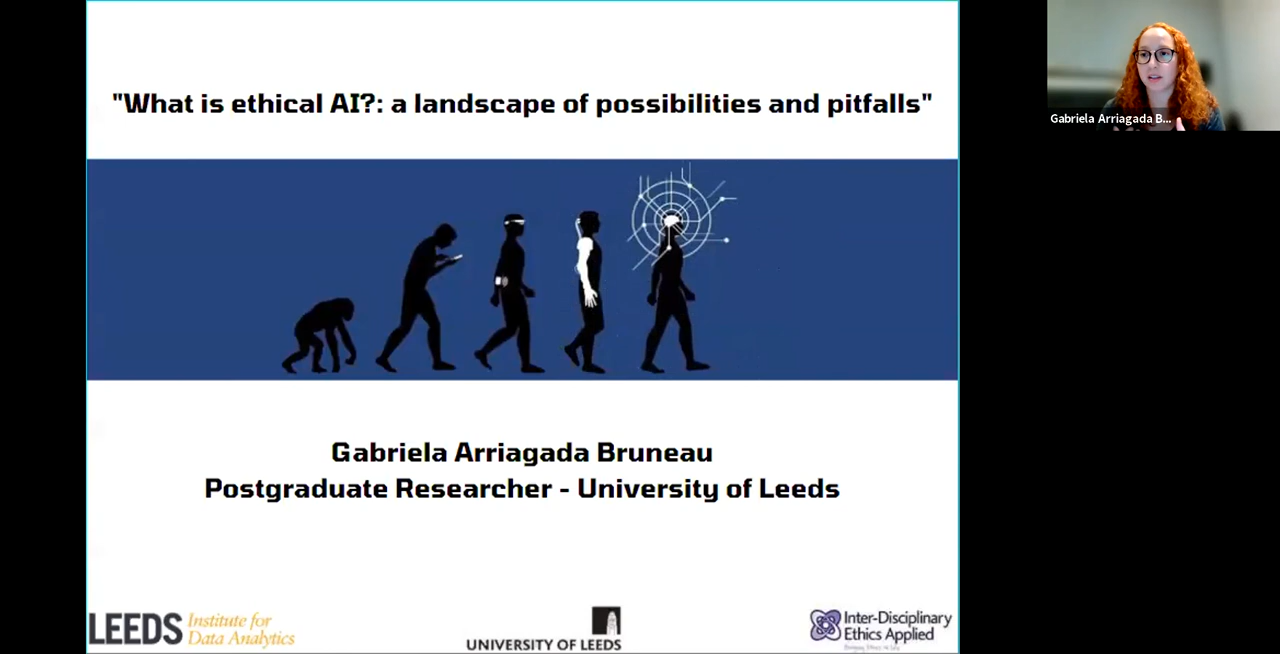 "What is ethical AI?: a landscape of possibilities and pitfalls"
Gabriela Arriagada B...
Gabriela Arriagada Bruneau
Postgraduate Researcher - University of Leeds
LEEDS Institute for
Data Analytics
UNIVERSITY OF LEEDS
Inter-Disciplinary
Ethics Applied